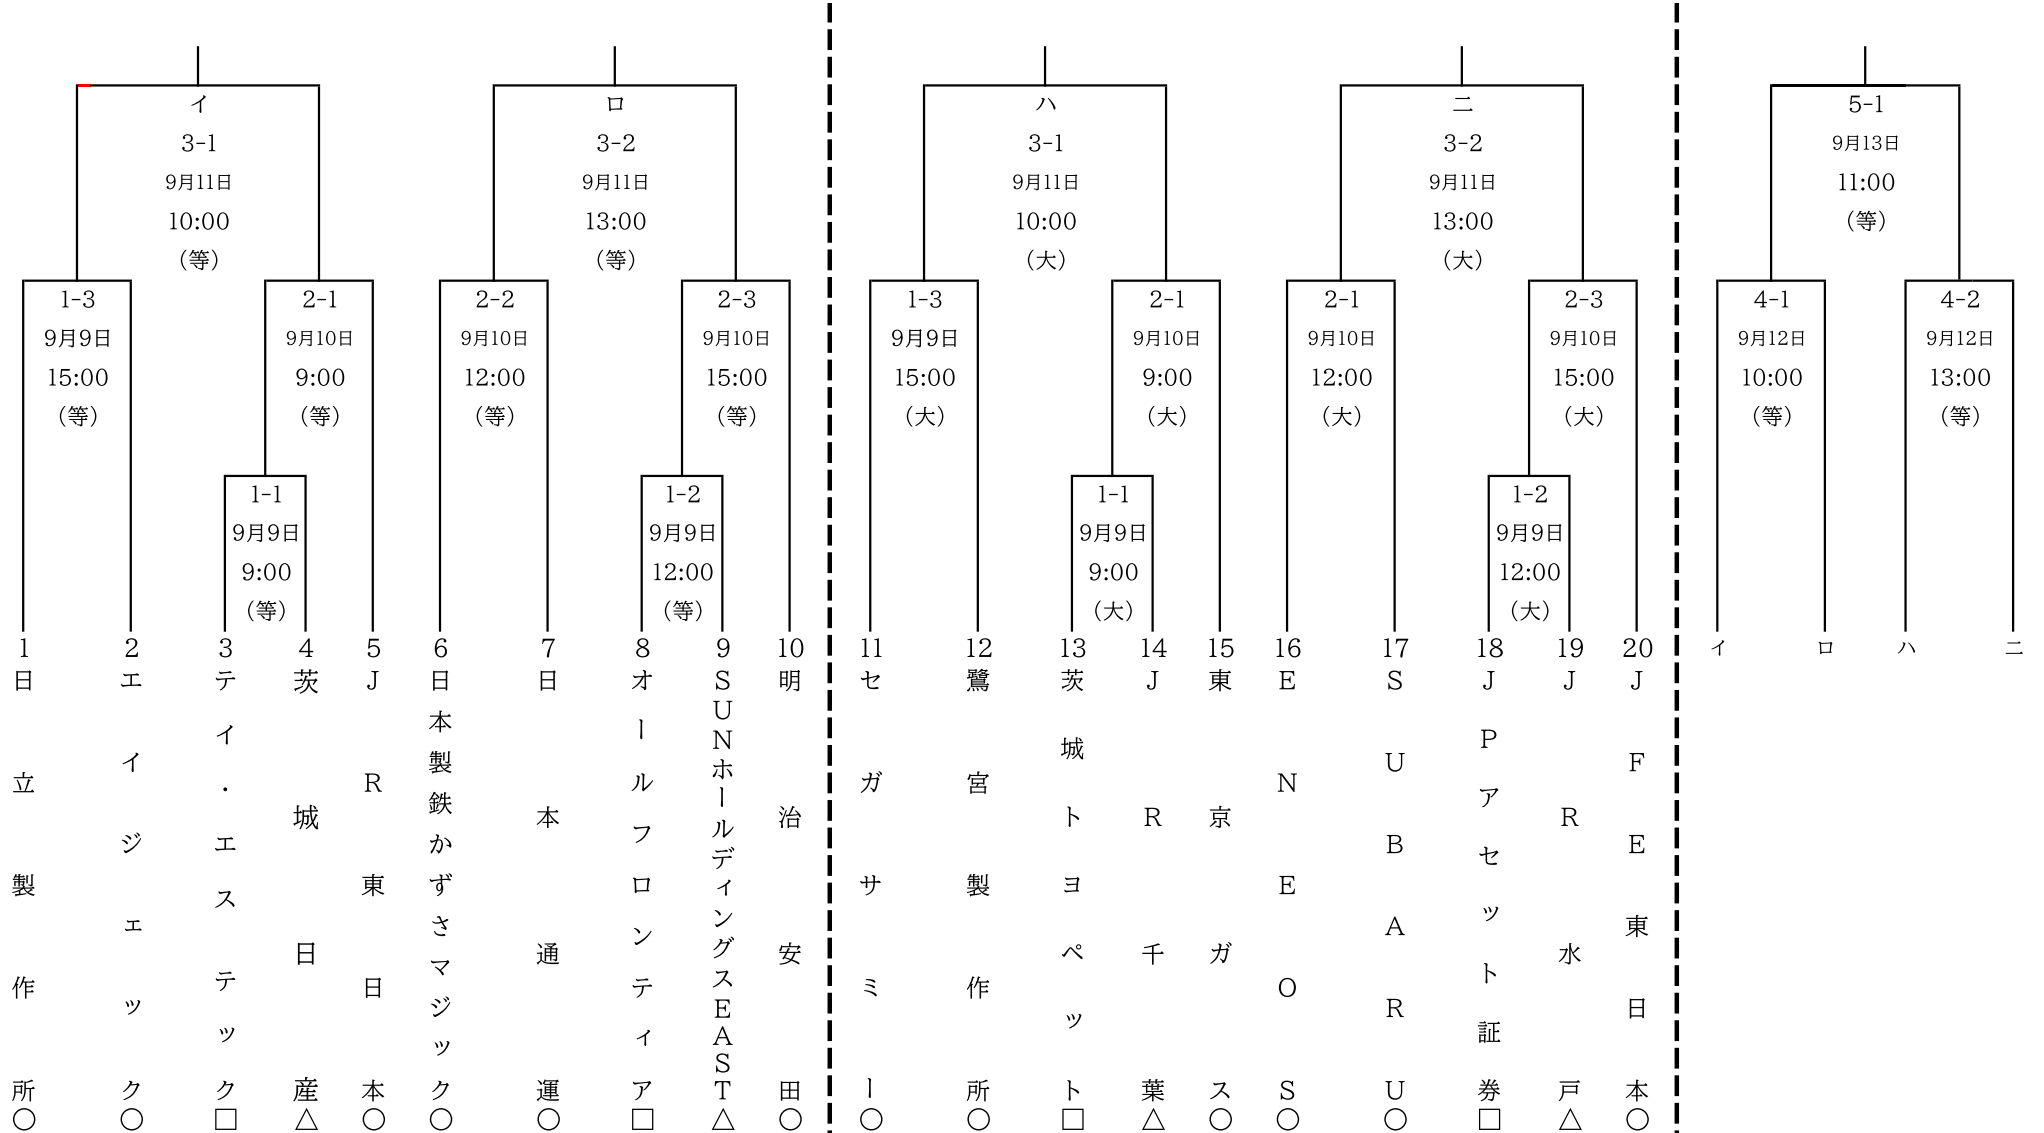 イ
3-1
9月11日
10:00
(等)
ロ
3-2
9月11日
13:00
(等)
ハ
3-1
9月11日
10:00
(大)
ニ
3-2
9月11日
13:00
(大)
5-1
9月13日
11:00
(等)
1-3
9月9日
15:00
(等)
2-1
9月10日
9:00
(等)
2-2
9月10日
12:00
(等)
2-3
9月10日
15:00
(等)
1-3
9月9日
15:00
(大)
2-1
9月10日
9:00
(大)
2-1
9月10日
12:00
(大)
2-3
9月10日
15:00
(大)
4-1
9月12日
10:00
(等)
4-2
9月12日
13:00
(等)
1-1
9月9日
9:00
(等)
1-2
9月9日
12:00
(等)
1-1
9月9日
9:00
(大)
1-2
9月9日
12:00
(大)
1
日立製作所
○
2
エイジェック
○
3
テイ・エステック
□
4
茨城日産
△
5
JR東日本
○
6
日本製鉄かずさマジック
○
7
日本通運
○
8
オールフロンティア
□
9
SUNホールディングスEAST
△
10
明治安田
○
11
セガサミー
○
12
鷺宮製作所
○
13
茨城トヨペット
□
14
JR千葉
△
15
東京ガス
○
16
ENEOS
○
17
SUBARU
○
18
JPアセット証券
□
19
JR水戸
△
20
JFE東日本
○
イ
ロ
ハ
ニ